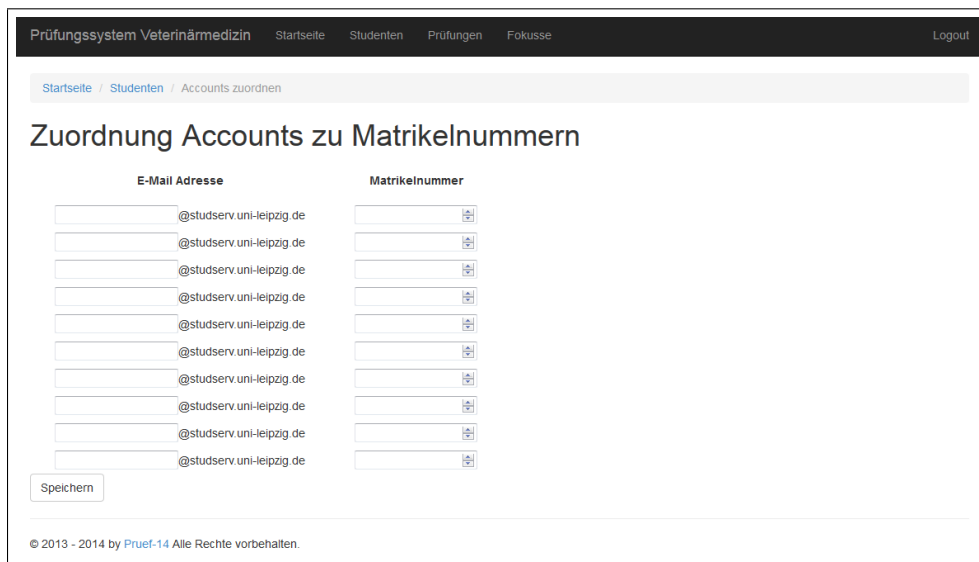 Prüfungssystem Veterinärmedizin Startseite Studenten Prüfungen Fokusse Logout
Startseite / Studenten / Accounts zuordnen
Zuordnung Accounts zu Matrikelnummern
E-Mail Adresse Matrikelnummer
@studserv.uni-leipzig.de
@studserv.uni-leipzig.de
@studserv.uni-leipzig.de
@studserv.uni-leipzig.de
@studserv.uni-leipzig.de
@studserv.uni-leipzig.de
@studserv.uni-leipzig.de
@studserv.uni-leipzig.de
@studserv.uni-leipzig.de
@studserv.uni-leipzig.de
Speichern
© 2013 - 2014 by Pruef-14 Alle Rechte vorbehalten.